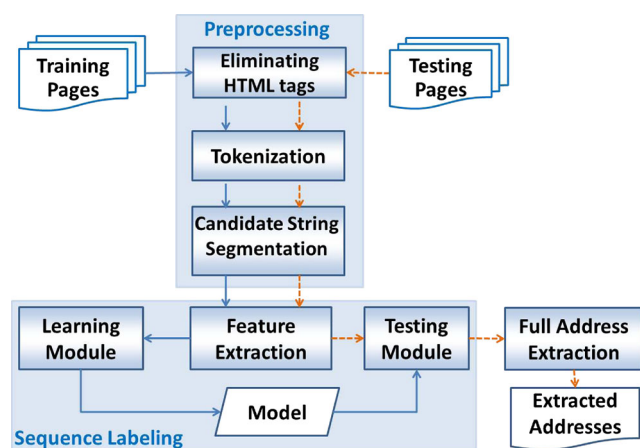 Preprocessing
Training
Pages
Eliminating
HTML tags
Testing
Pages
Tokenization
Candidate String
Segmentation
Learning
Module
Feature
Extraction
Testing
Module
Full Address
Extraction
Model
Extracted
Addresses
Sequence Labeling